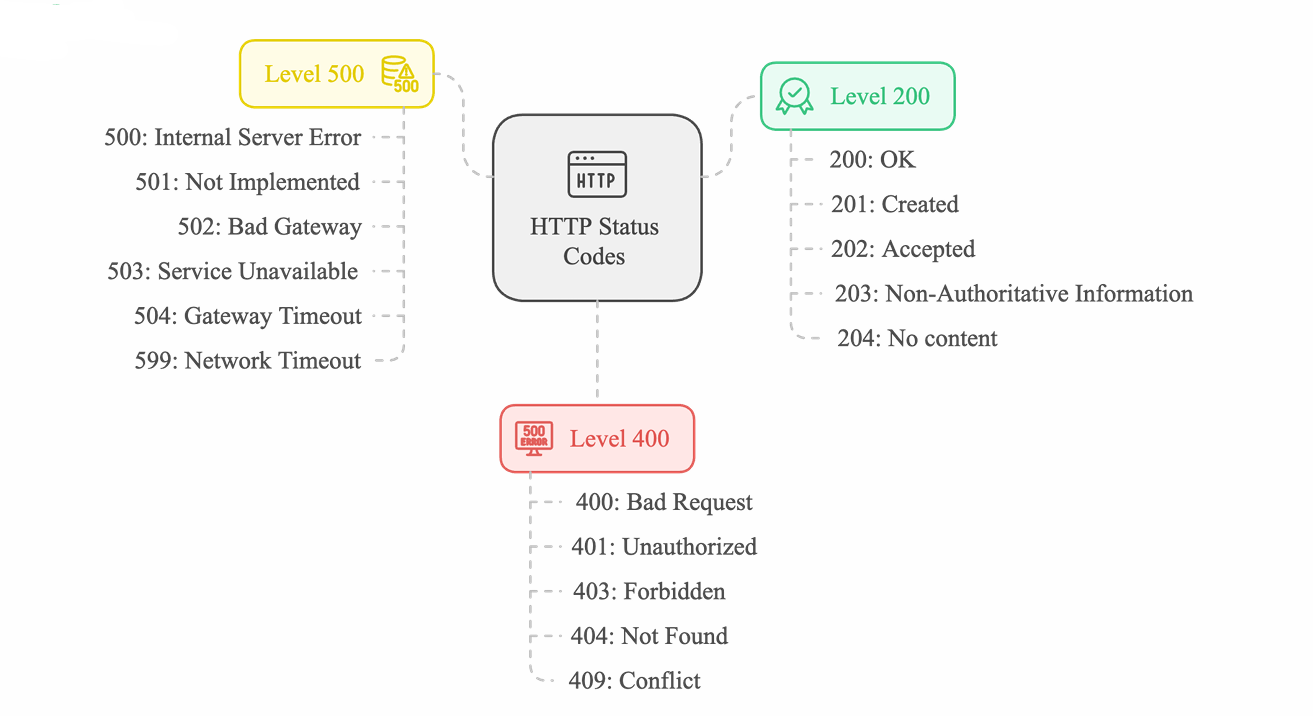 Level 500
500
500: Internal Server Error
501: Not Implemented
502: Bad Gateway
503: Service Unavailable
504: Gateway Timeout
599: Network Timeout
HTTP
HTTP Status
Codes
Level 200
200: OK
201: Created
202: Accepted
203: Non-Authoritative Information
204: No content
500
ERROR
Level 400
400: Bad Request
401: Unauthorized
403: Forbidden
404: Not Found
409: Conflict